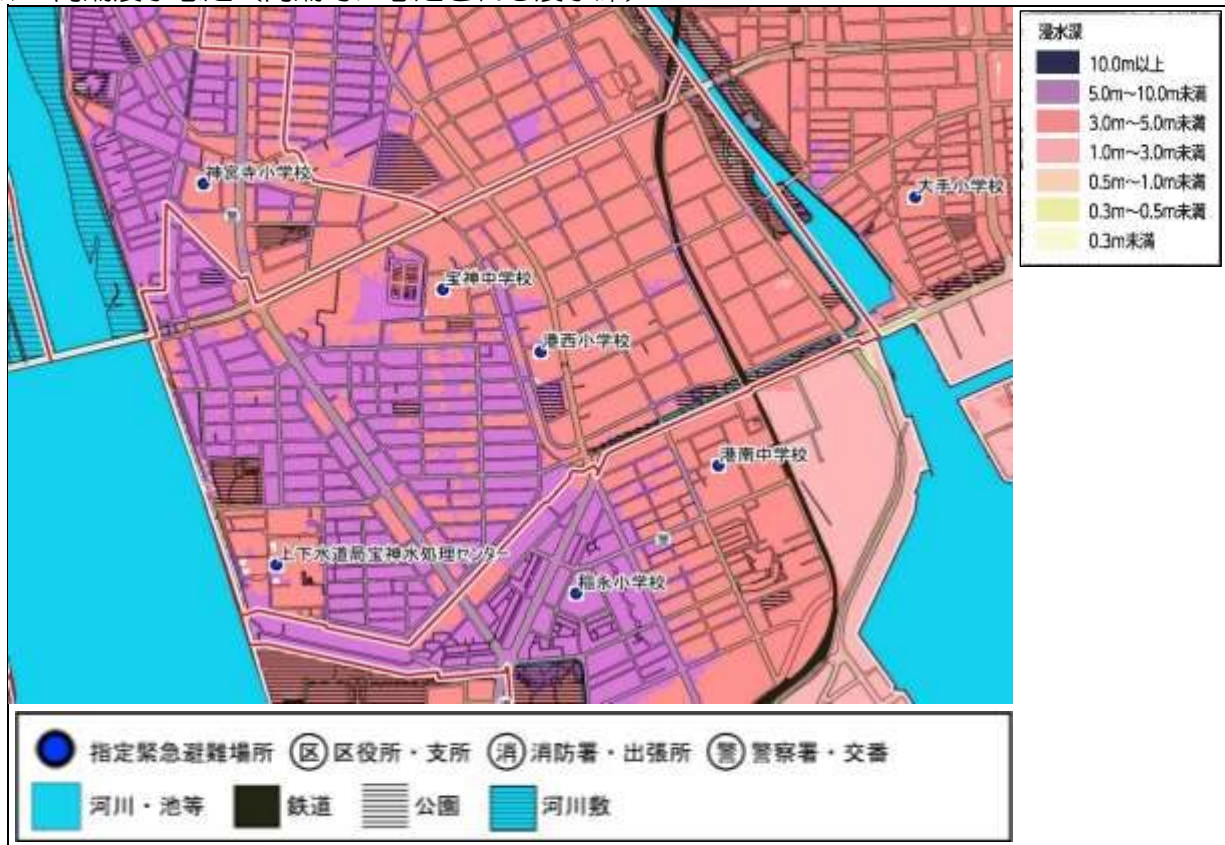 浸水深
10.0m以上
5.0m～10.0m未満
3.0m～5.0m未満
1.0m～3.0m未満
0.5m～1.0m未満
0.3m～0.5m未満
0.3m未満
神宮寺小学校
大手小学校
宝神中学校
港西小学校
港南中学校
上下水道局宝神水処理センター
稲永小学校
指定緊急避難場所 区 区役所・支所 消 消防署・出張所 警 警察署・交番
河川・池等 鉄道 公園 河川敷